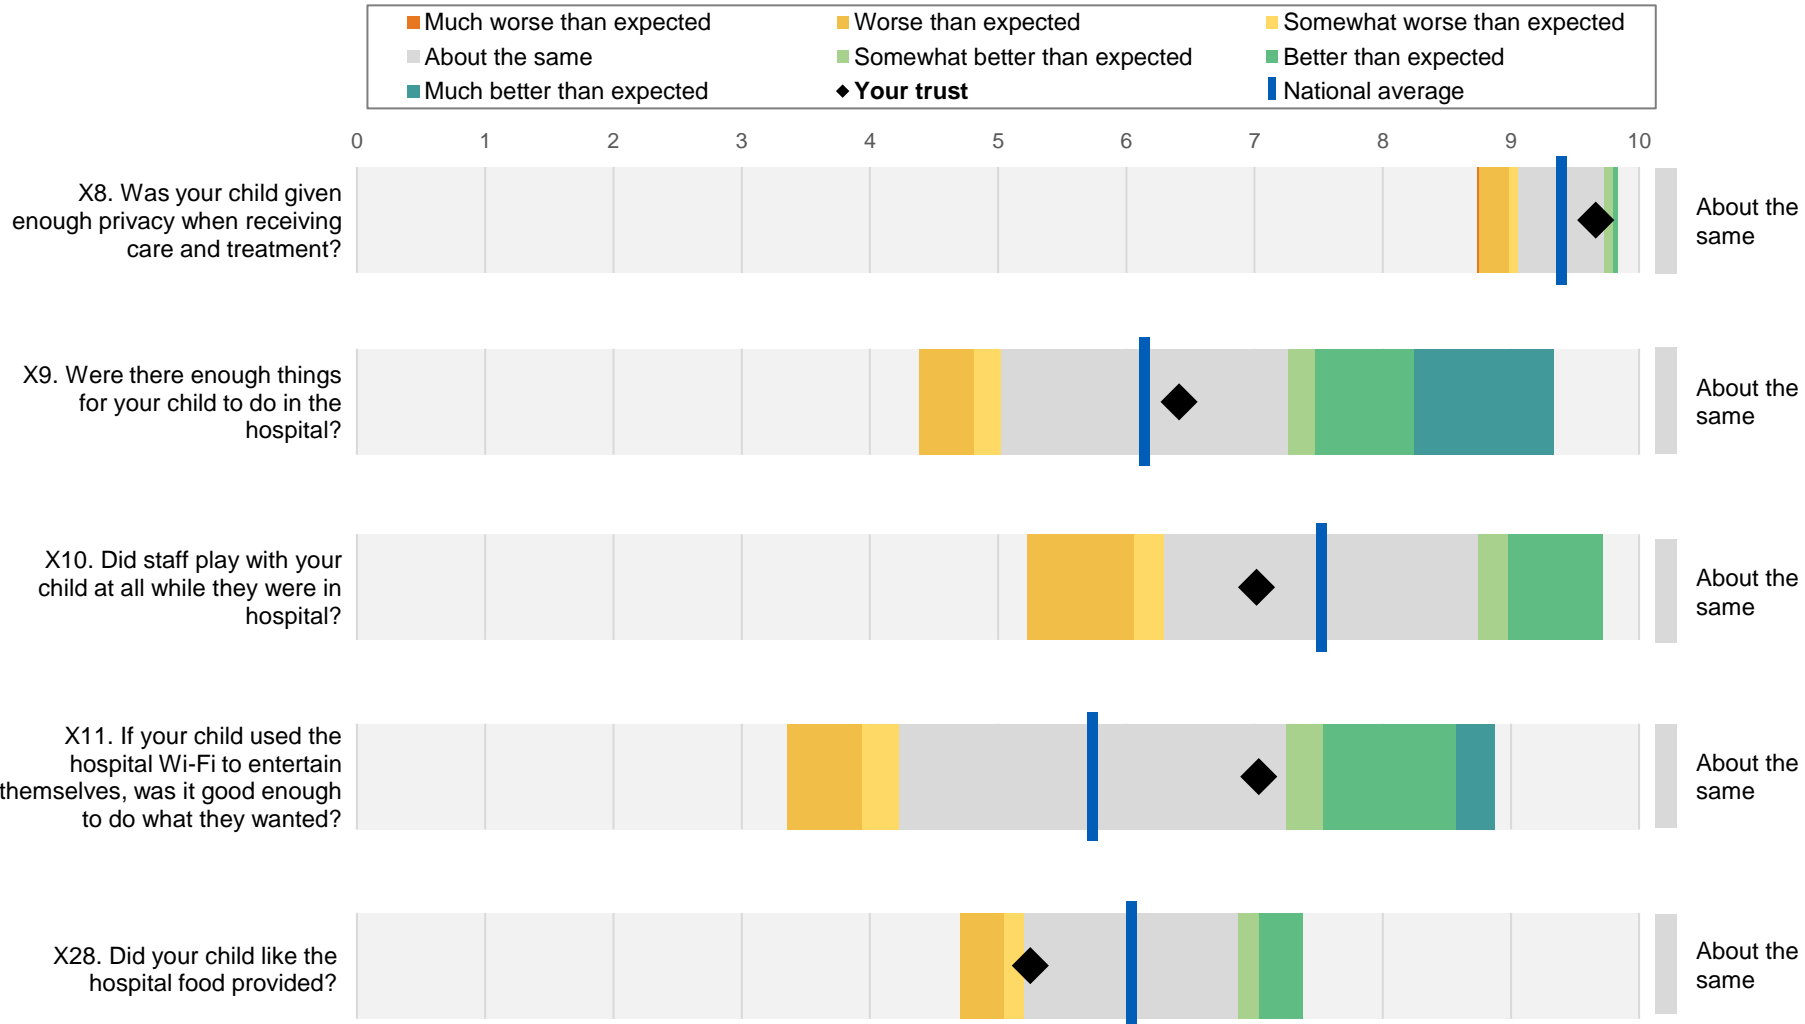 Much worse than expected
Worse than expected
Somewhat worse than expected
About the same
Somewhat better than expected
Better than expected
Much better than expected
Your trust
National average
0 1 2 3 4 5 6 7 8 9 10
X8. Was your child given
enough privacy when receiving
care and treatment?
About the
same
X9. Were there enough things
for your child to do in the
hospital?
About the
same
X10. Did staff play with your
child at all while they were in
hospital?
About the
same
X11. If your child used the
hospital Wi-Fi to entertain
themselves, was it good enough
to do what they wanted?
About the
same
X28. Did your child like the
hospital food provided?
About the
same